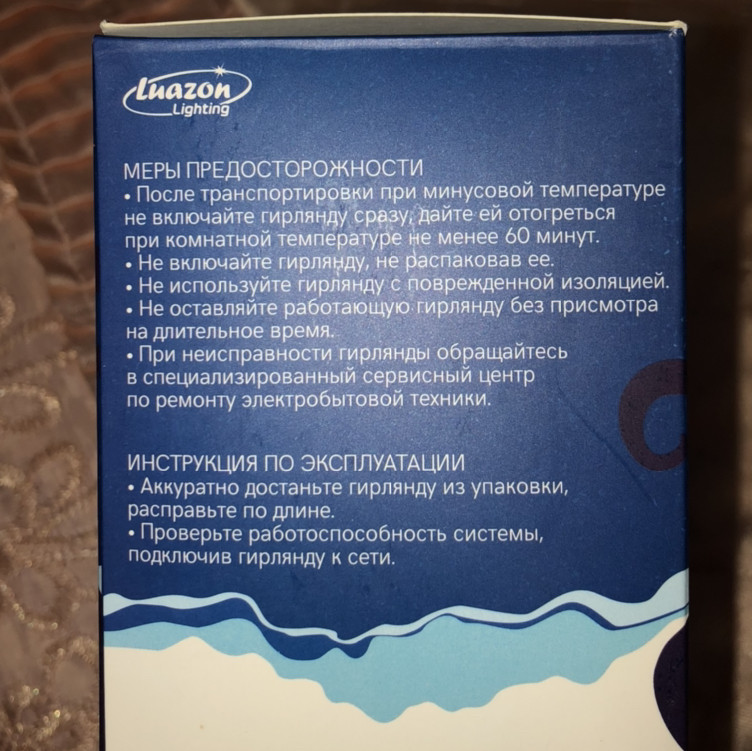 Luazon
Lighting
МЕРЫ ПРЕДОСТОРОЖНОСТИ
• После транспортировки при минусовой температуре
не включайте гирлянду сразу, дайте ей отогреться
при комнатной температуре не менее 60 минут.
• Не включайте гирлянду, не распаковав ее.
• Не используйте гирлянду с поврежденной изоляцией.
• Не оставляйте работающую гирлянду без присмотра
на длительное время.
• При неисправности гирлянды обращайтесь
в специализированный сервисный центр
по ремонту электробытовой техники.
ИНСТРУКЦИЯ ПО ЭКСПЛУАТАЦИИ
• Аккуратно достаньте гирлянду из упаковки,
расправьте по длине.
• Проверьте работоспособность системы,
подключив гирлянду к сети.